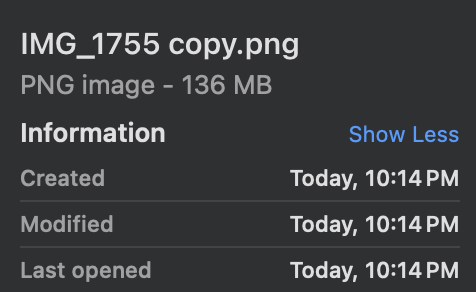 IMG_1755 copy.png
PNG image - 136 MB
Information Show Less
Created Today, 10:14 PM
Modified Today, 10:14 PM
Last opened Today, 10:14 PM